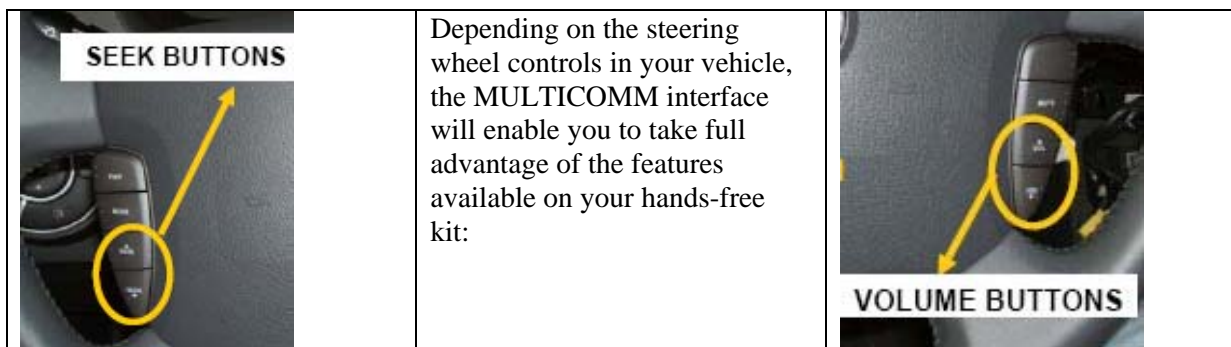 SEEK BUTTONS
Depending on the steering
wheel controls in your vehicle,
the MULTICOMM interface
will enable you to take full
advantage of the features
available on your hands-free
kit:
VOLUME BUTTONS